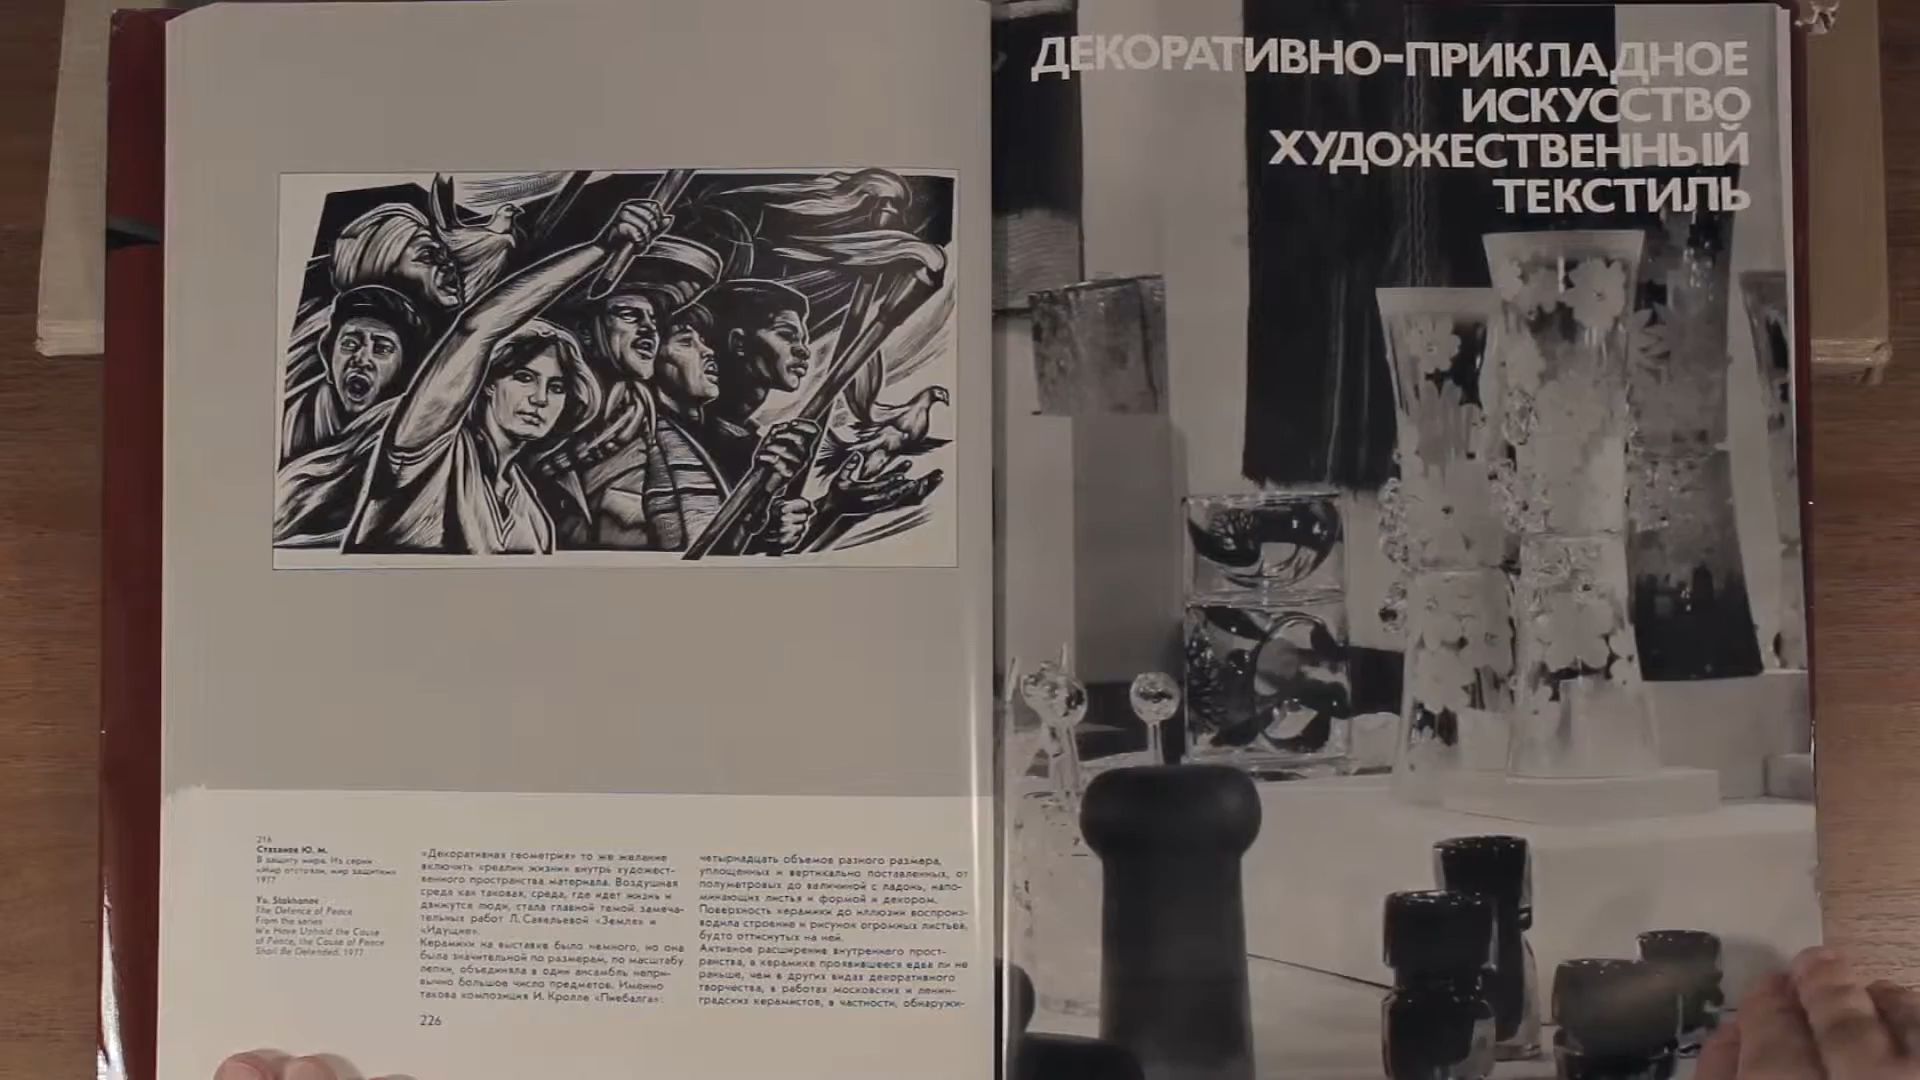 216
Стаханов Ю. М.
В защиту мира. Из серии
«Мир отстояли, мир защитим»
1977
Yu. Stakhanov
The Defence of Peace
From the series
We Have Upheld the Cause
of Peace, the Cause of Peace
Shall Be Defended. 1977
«Декоративная геометрия» то же желание
включить «реалии жизни» внутрь художест-
венного пространства материала. Воздушная
среда как таковая, среда, где идет жизнь и
движутся люди, стала главной темой замеча-
тельных работ Л. Савельевой «Земля» и
«Идущие».
Керамики на выставке было немного, но она
была значительной по размерам, по масштабу
лепки, объединяла в один ансамбль непри-
вычно большое число предметов. Именно
такова композиция И. Кролле «Пиебалга»:
четырнадцать объемов разного размера,
уплощенных и вертикально поставленных, от
полуметровых до величиной с ладонь, напо-
минающих листья и формой и декором.
Поверхность керамики до иллюзии воспроиз-
водила строение и рисунок огромных листьев,
будто оттиснутых на ней.
Активное расширение внутреннего прост-
ранства, в керамике проявившееся едва ли не
раньше, чем в других видах декоративного
творчества, в работах московских и ленин-
градских керамистов, в частности, обнаружи-
226
ДЕКОРАТИВНО-ПРИКЛАДНОЕ
ИСКУССТВО
ХУДОЖЕСТВЕННЫЙ
ТЕКСТИЛЬ